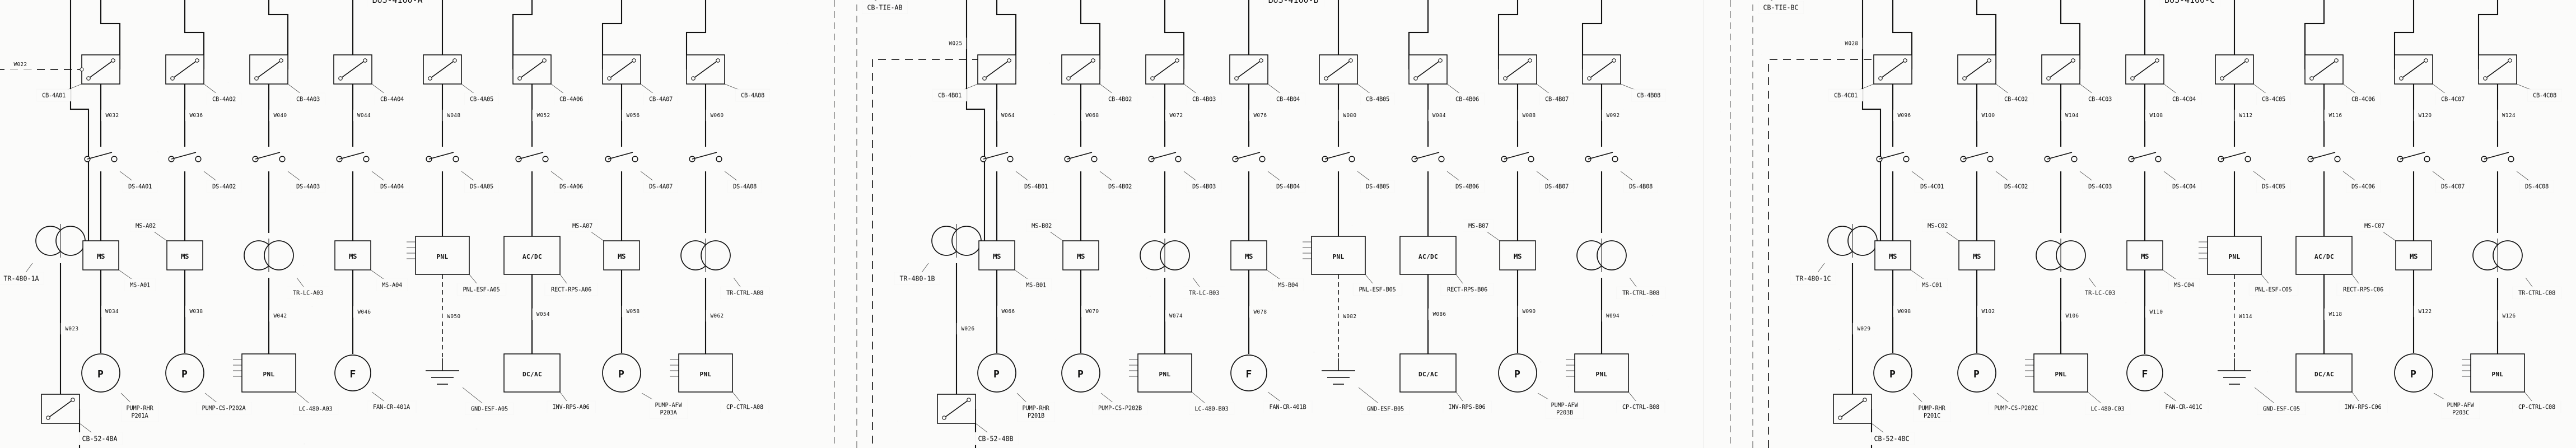 CB-TIE-AB
CB-TIE-BC
W022
W025
W028
CB-4A01
CB-4A02
CB-4A03
CB-4A04
CB-4A05
CB-4A06
CB-4A07
CB-4A08
CB-4B01
CB-4B02
CB-4B03
CB-4B04
CB-4B05
CB-4B06
CB-4B07
CB-4B08
CB-4C01
CB-4C02
CB-4C03
CB-4C04
CB-4C05
CB-4C06
CB-4C07
CB-4C08
W032
W036
W040
W044
W048
W052
W056
W060
W064
W068
W072
W076
W080
W084
W088
W092
W096
W100
W104
W108
W112
W116
W120
W124
DS-4A01
DS-4A02
DS-4A03
DS-4A04
DS-4A05
DS-4A06
DS-4A07
DS-4A08
DS-4B01
DS-4B02
DS-4B03
DS-4B04
DS-4B05
DS-4B06
DS-4B07
DS-4B08
DS-4C01
DS-4C02
DS-4C03
DS-4C04
DS-4C05
DS-4C06
DS-4C07
DS-4C08
MS-A02
MS-A07
MS-B02
MS-B07
MS-C02
MS-C07
MS
MS
MS
PNL
AC/DC
MS
MS
MS
MS
PNL
AC/DC
MS
MS
MS
MS
PNL
AC/DC
MS
TR-480-1A
MS-A01
TR-LC-A03
MS-A04
PNL-ESF-A05
RECT-RPS-A06
TR-CTRL-A08
TR-480-1B
MS-B01
TR-LC-B03
MS-B04
PNL-ESF-B05
RECT-RPS-B06
TR-CTRL-B08
TR-480-1C
MS-C01
TR-LC-C03
MS-C04
PNL-ESF-C05
RECT-RPS-C06
TR-CTRL-C08
W023
W034
W038
W042
W046
W050
W054
W058
W062
W026
W066
W070
W074
W078
W082
W086
W090
W094
W029
W098
W102
W106
W110
W114
W118
W122
W126
P
P
PNL
F
DC/AC
P
PNL
P
P
PNL
F
DC/AC
P
PNL
P
P
PNL
F
DC/AC
P
PNL
PUMP-RHR
P201A
PUMP-CS-P202A
LC-480-A03
FAN-CR-401A
GND-ESF-A05
INV-RPS-A06
PUMP-AFW
P203A
CP-CTRL-A08
PUMP-RHR
P201B
PUMP-CS-P202B
LC-480-B03
FAN-CR-401B
GND-ESF-B05
INV-RPS-B06
PUMP-AFW
P203B
CP-CTRL-B08
PUMP-RHR
P201C
PUMP-CS-P202C
LC-480-C03
FAN-CR-401C
GND-ESF-C05
INV-RPS-C06
PUMP-AFW
P203C
CP-CTRL-C08
CB-52-48A
CB-52-48B
CB-52-48C